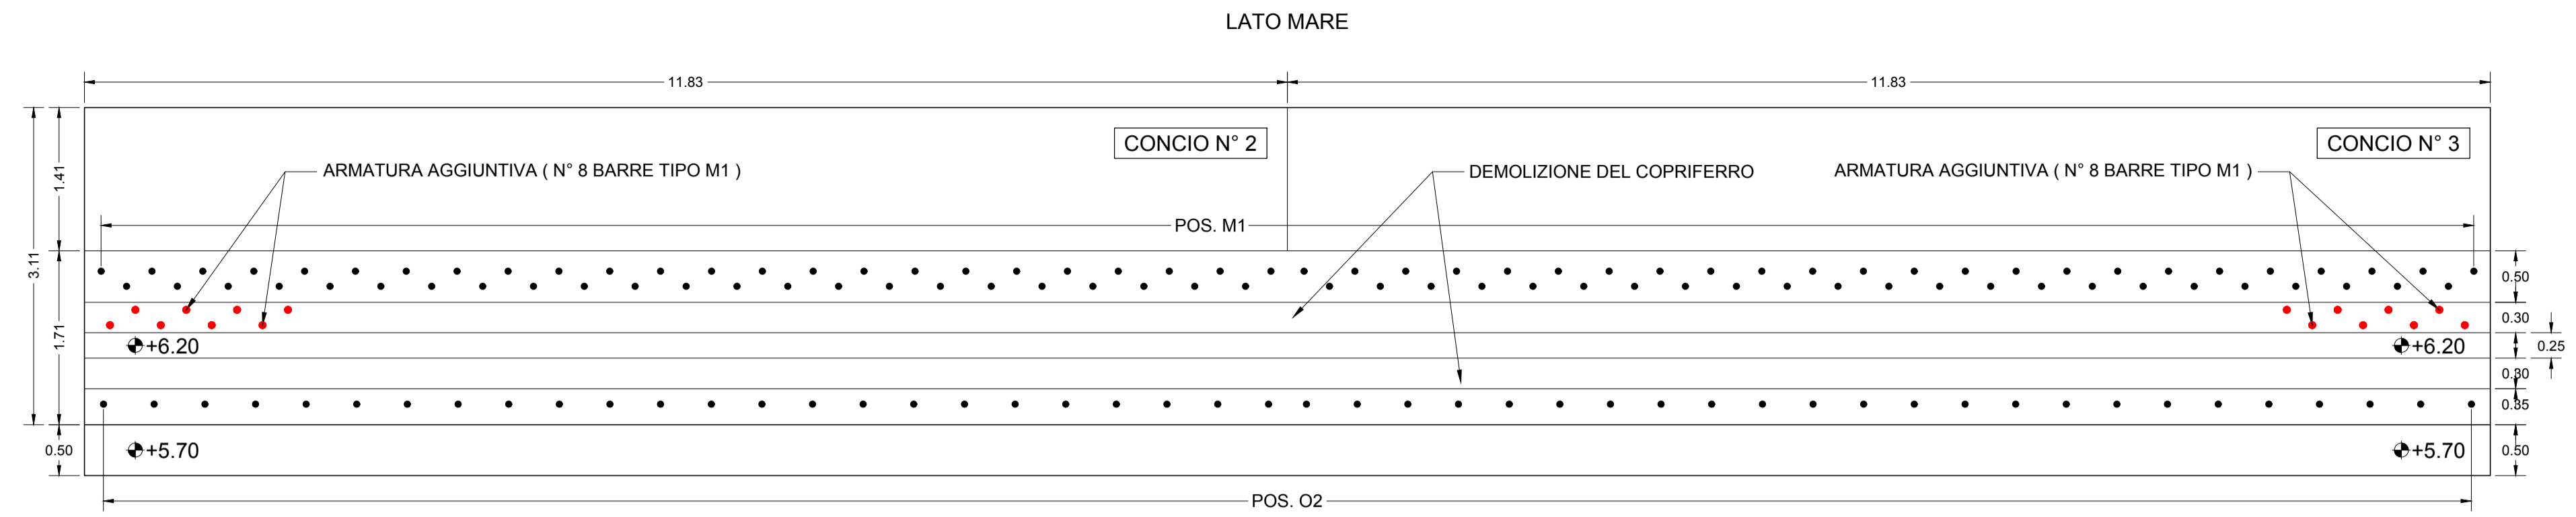 LATO MARE
11.83
11.83
CONCIO N° 2
CONCIO N° 3
ARMATURA AGGIUNTIVA ( N° 8 BARRE TIPO M1 )
DEMOLIZIONE DEL COPRIFERRO
ARMATURA AGGIUNTIVA ( N° 8 BARRE TIPO M1 )
1.41
POS. M1
3.11
0.50
0.30
1.71
+6.20
+6.20
0.25
0.30
0.35
0.50
+5.70
+5.70
0.50
POS. O2